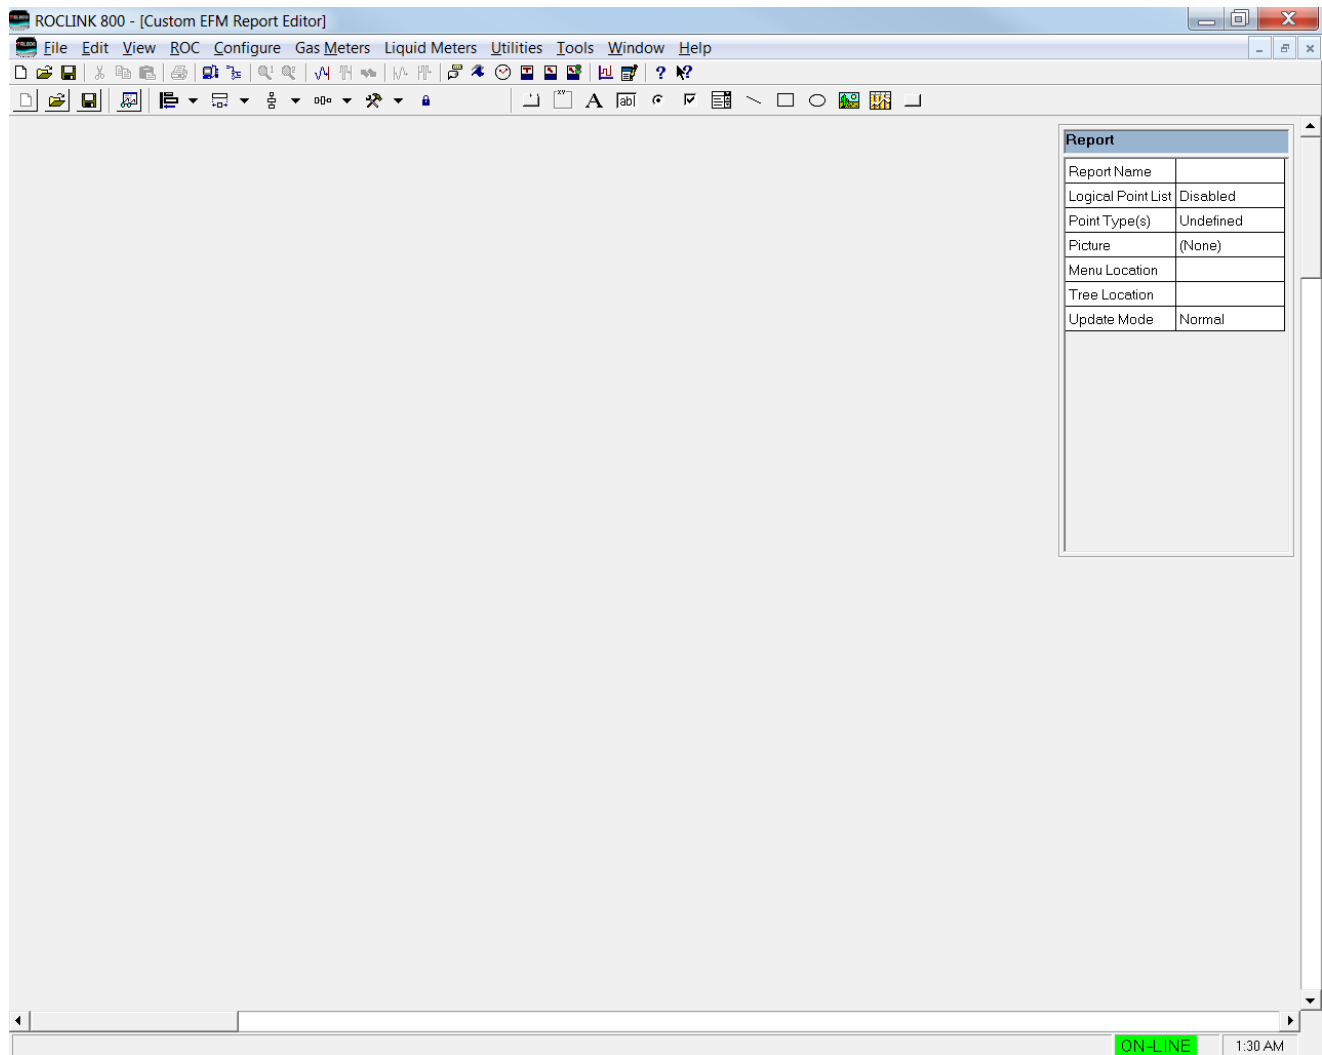 ROCLINK 800 - [Custom EFM Report Editor]
File Edit View ROC Configure Gas Meters Liquid Meters Utilities Tools Window Help
A ab
Report
Report Name
Logical Point List Disabled
Point Type(s) Undefined
Picture (None)
Menu Location
Tree Location
Update Mode Normal
ON-LINE 1:30 AM